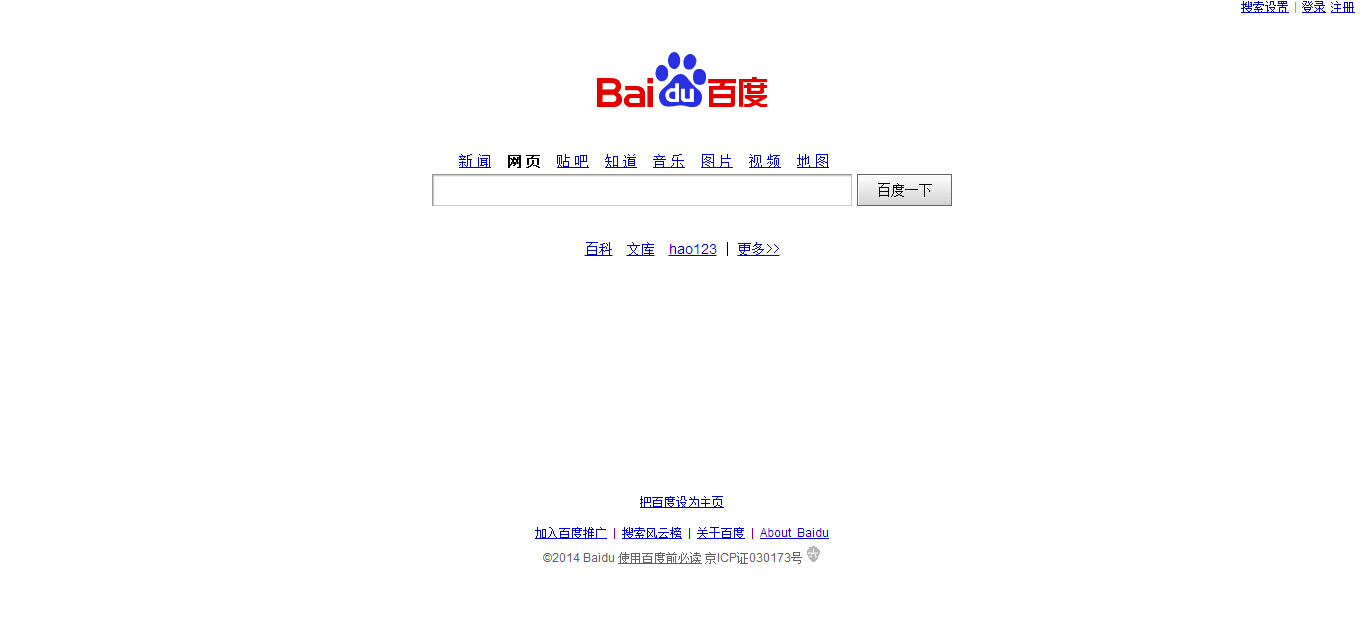 搜索设置 | 登录 注册
Bai du 百度
新 闻 网 页 贴 吧 知 道 音 乐 图 片 视 频 地 图
百度一下
百科 文库 hao123 | 更多>>
把百度设为主页
加入百度推广 | 搜索风云榜 | 关于百度 | About Baidu
©2014 Baidu 使用百度前必读 京ICP证030173号